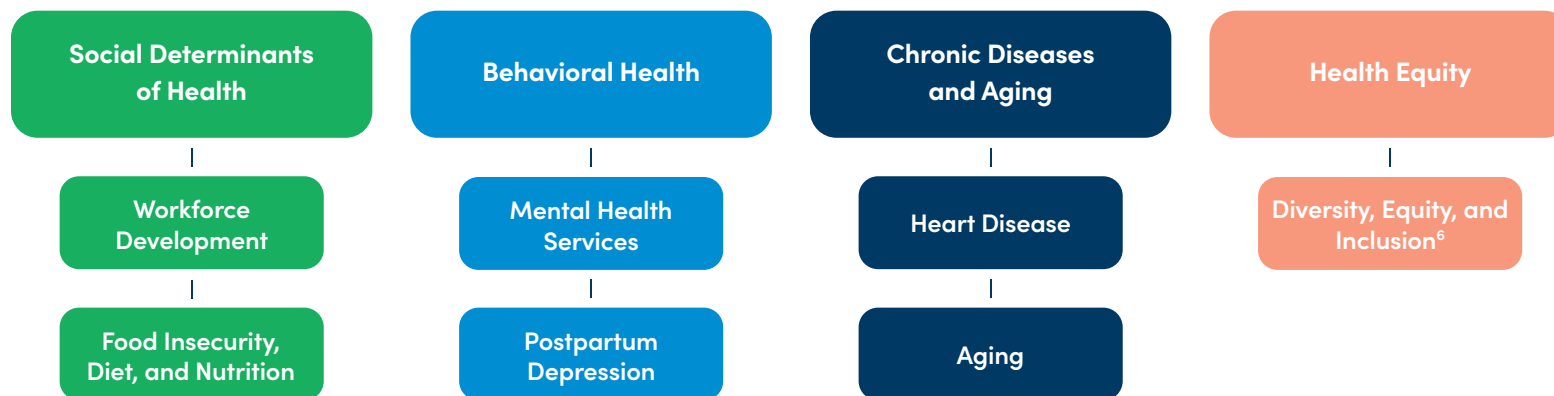 Social Determinants
of Health
Workforce
Development
Food Insecurity,
Diet, and Nutrition
Behavioral Health
Mental Health
Services
Postpartum
Depression
Chronic Diseases
and Aging
Heart Disease
Aging
Health Equity
Diversity, Equity, and
Inclusion⁶